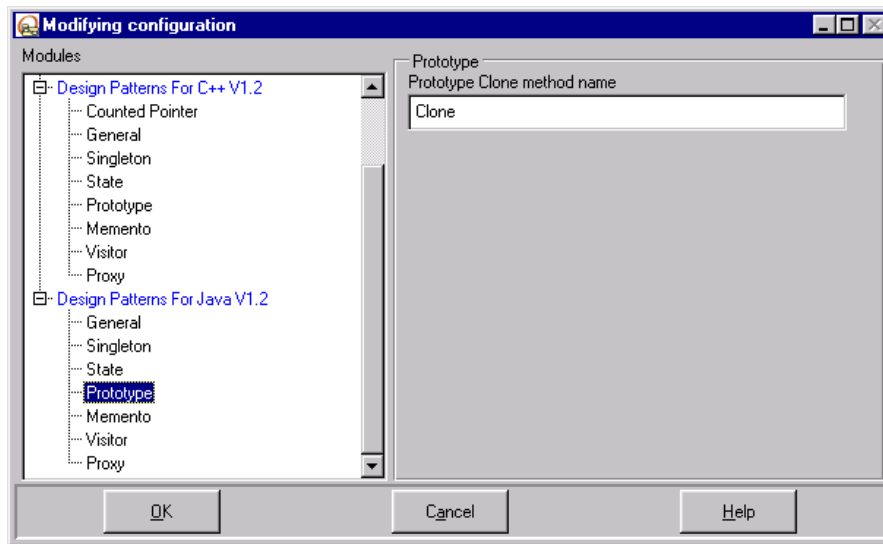 Modifying configuration
Modules
Design Patterns For C++ V1.2
Counted Pointer
General
Singleton
State
Prototype
Memento
Visitor
Proxy
Design Patterns For Java V1.2
General
Singleton
State
Prototype
Memento
Visitor
Proxy
Prototype
Prototype Clone method name
Clone
OK
Cancel
Help